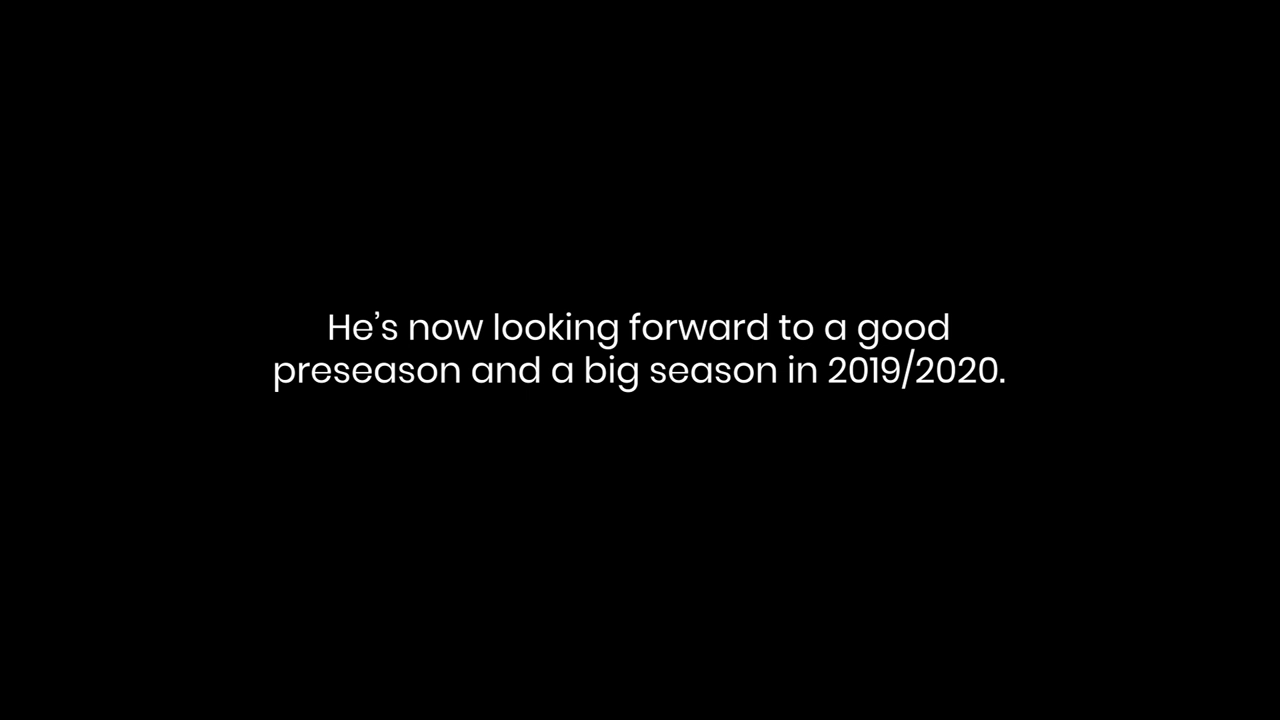 He’s now looking forward to a good
preseason and a big season in 2019/2020.